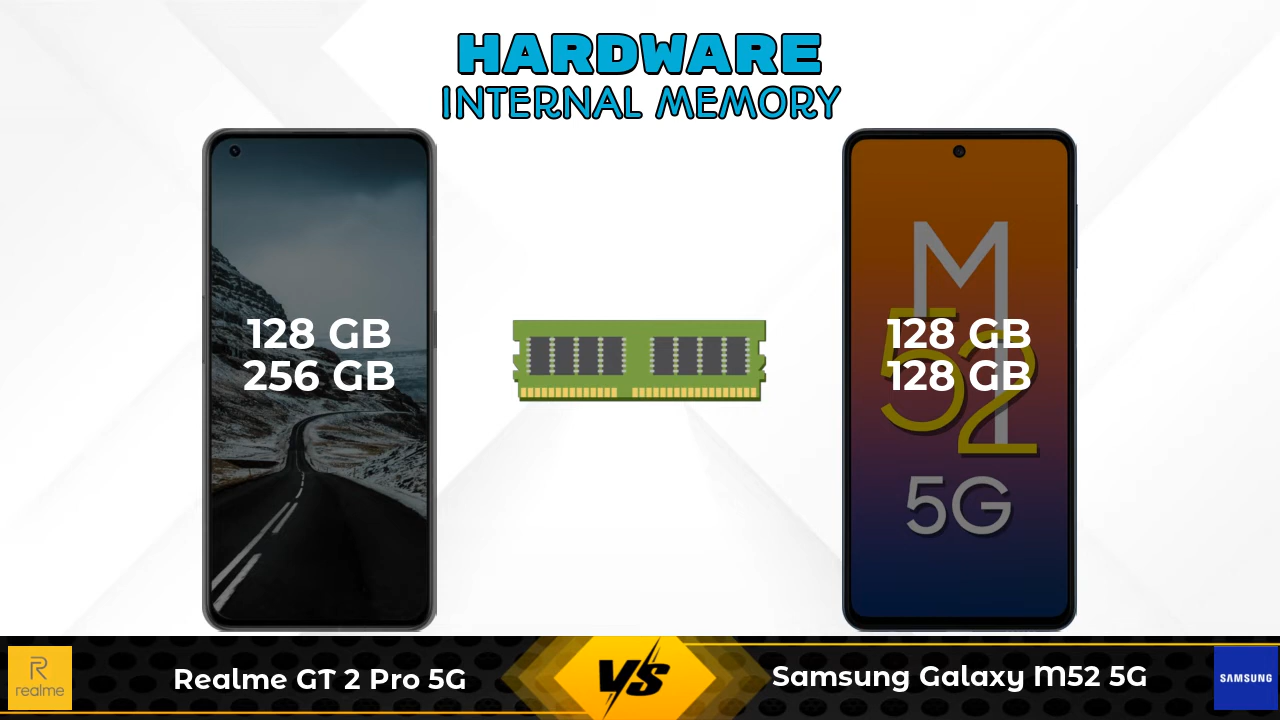 HARDWARE
INTERNAL MEMORY
128 GB
256 GB
M
52
5G
128 GB
128 GB
R
realme
Realme GT 2 Pro 5G
VS
Samsung Galaxy M52 5G
SAMSUNG